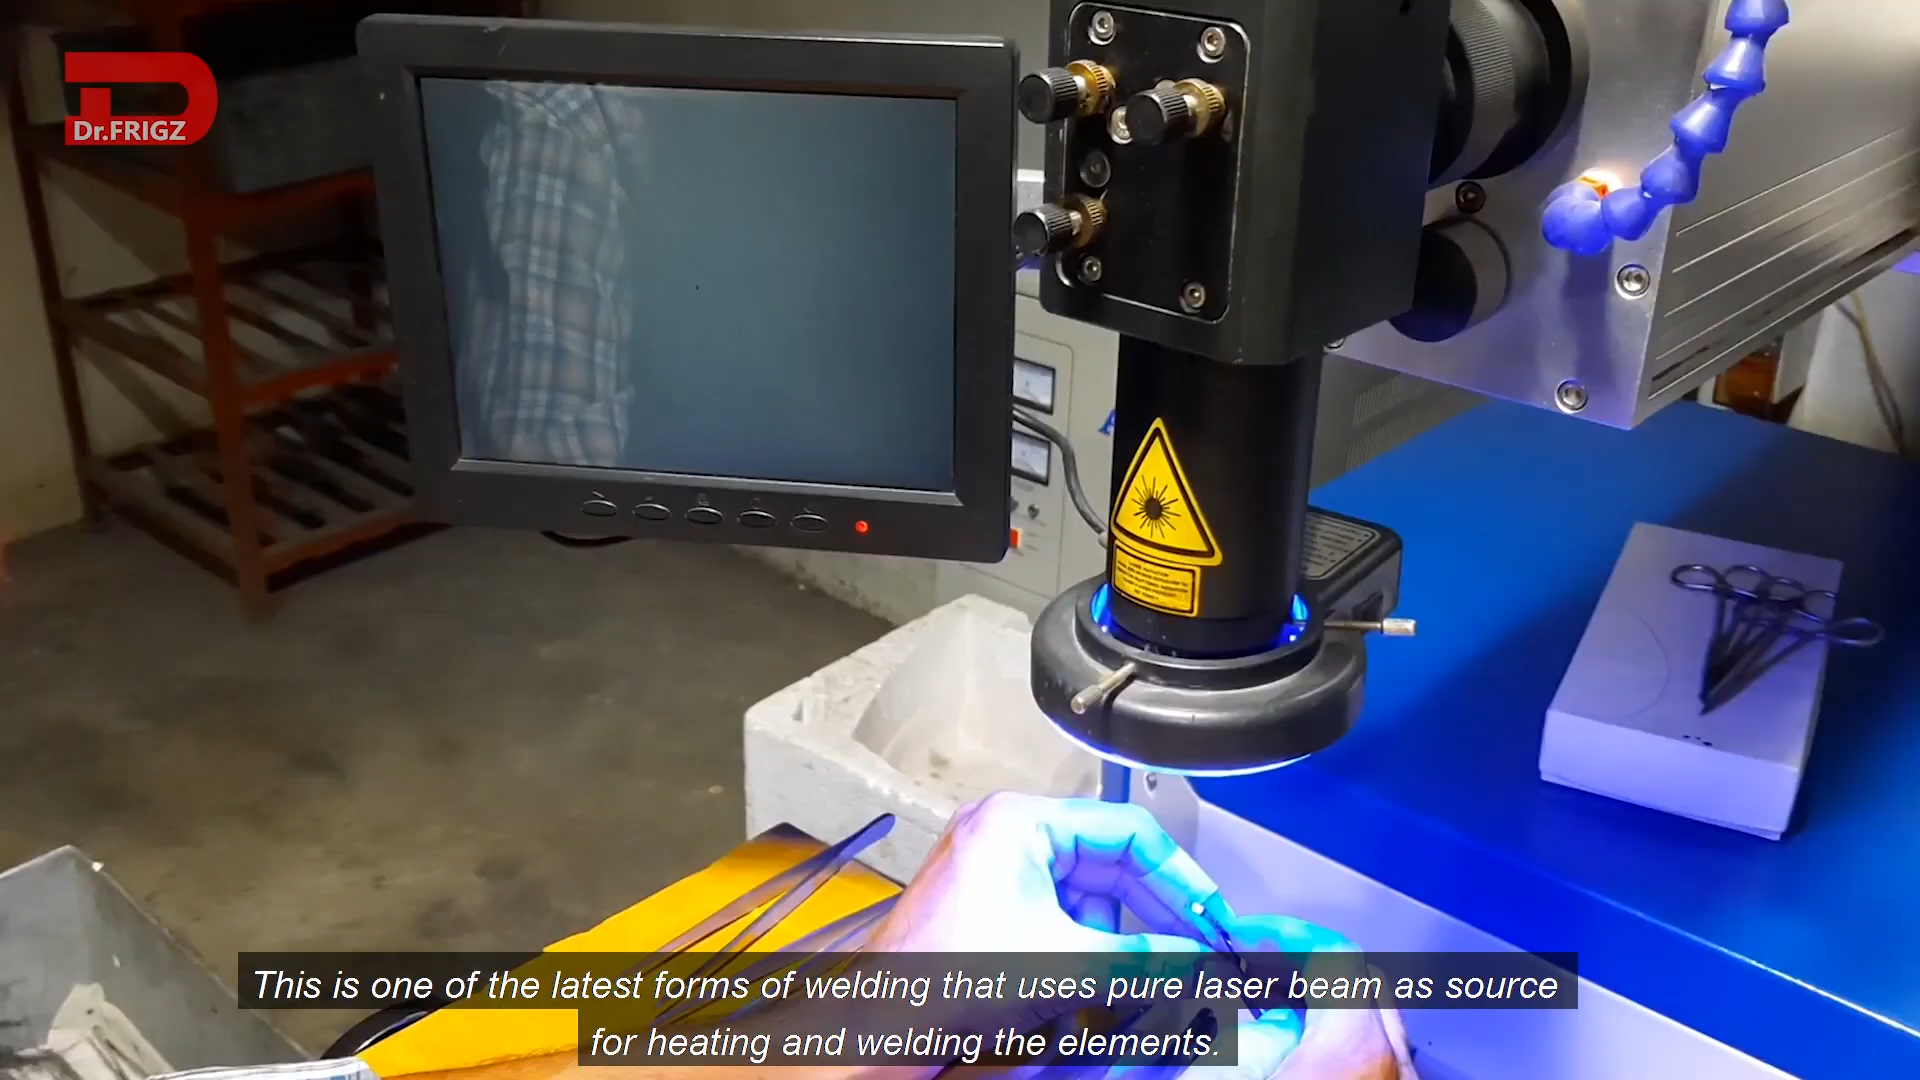 Dr.FRIGZ
This is one of the latest forms of welding that uses pure laser beam as source
for heating and welding the elements.